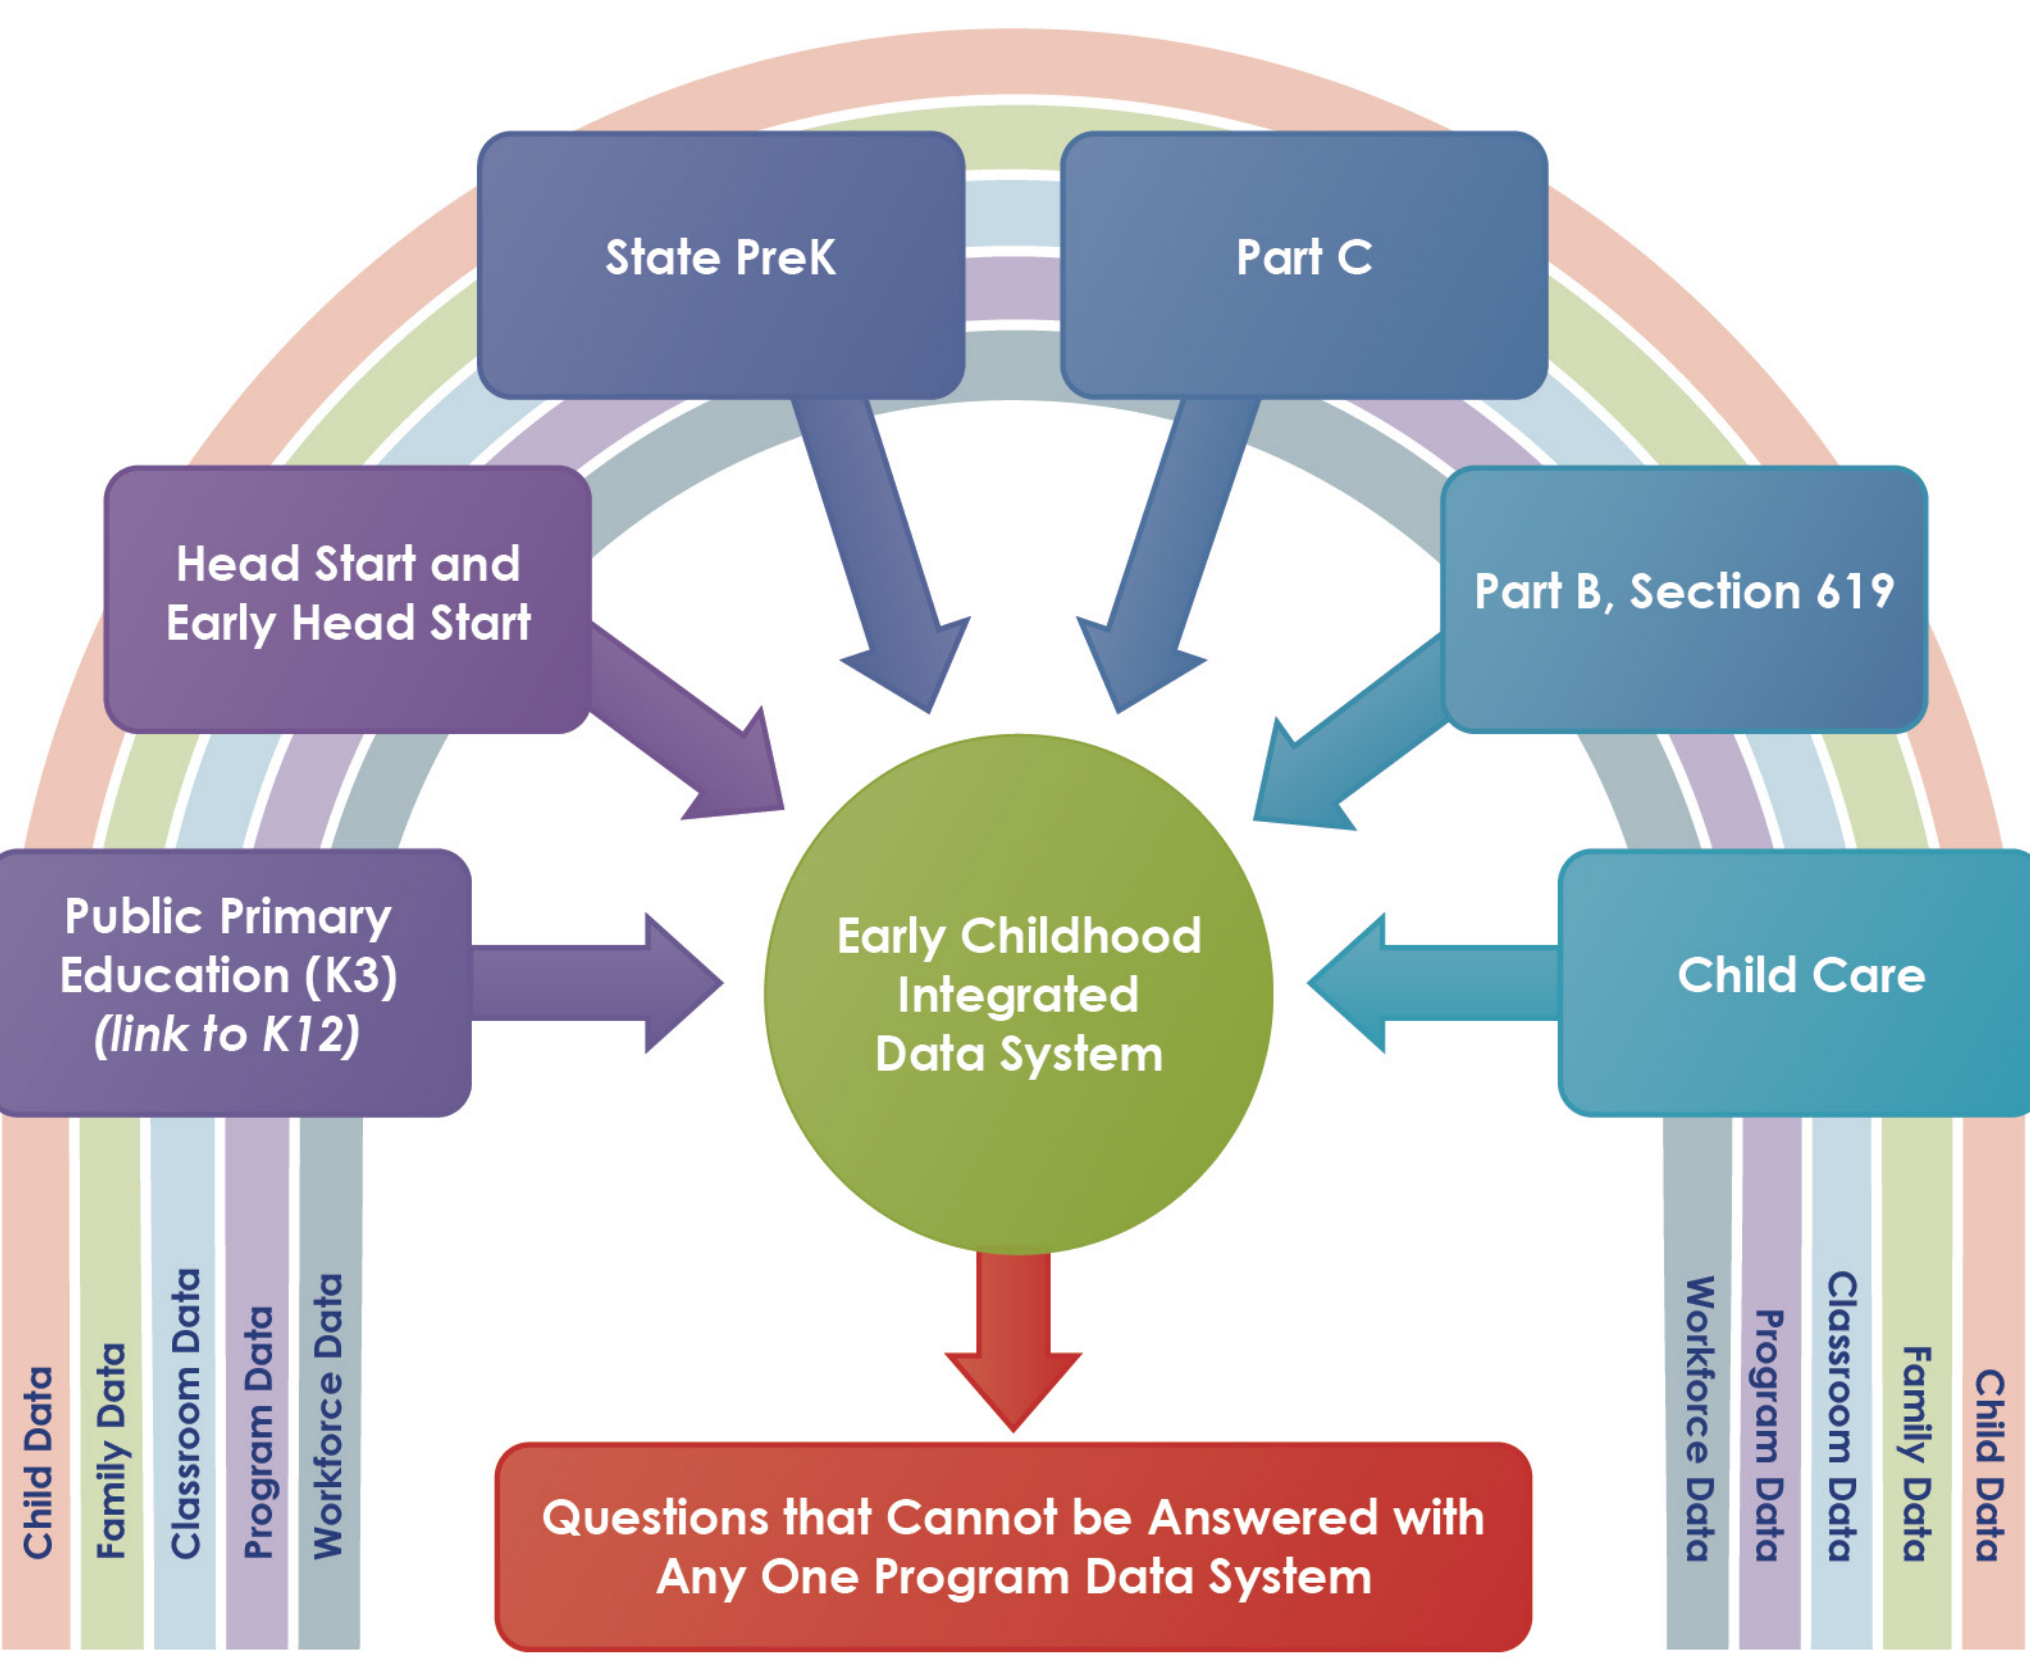 State PreK
Part C
Head Start and
Early Head Start
Part B, Section 619
Public Primary
Education (K3)
(link to K12)
Early Childhood
Integrated
Data System
Child Care
Child Data
Family Data
Classroom Data
Program Data
Workforce Data
Workforce Data
Program Data
Classroom Data
Family Data
Child Data
Questions that Cannot be Answered with
Any One Program Data System